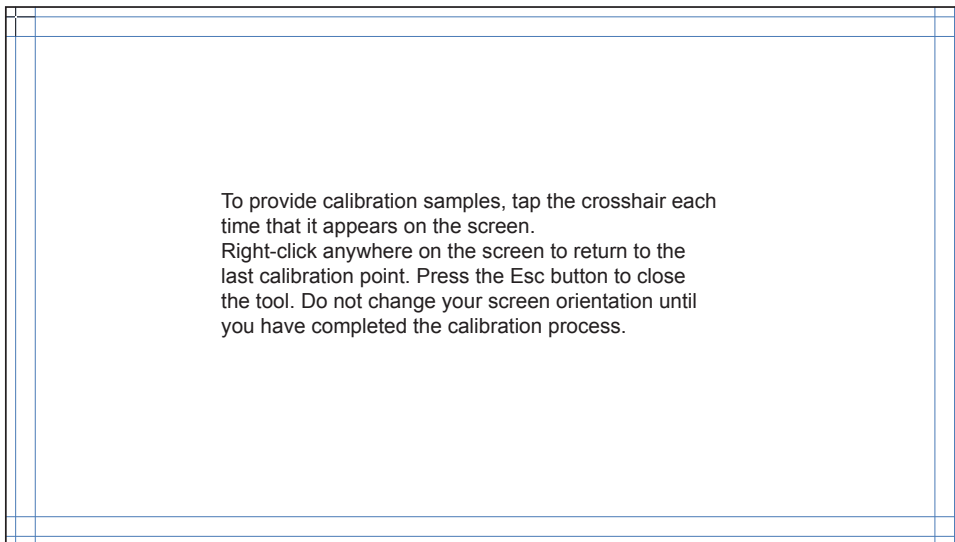 To provide calibration samples, tap the crosshair each
time that it appears on the screen.
Right-click anywhere on the screen to return to the
last calibration point. Press the Esc button to close
the tool. Do not change your screen orientation until
you have completed the calibration process.